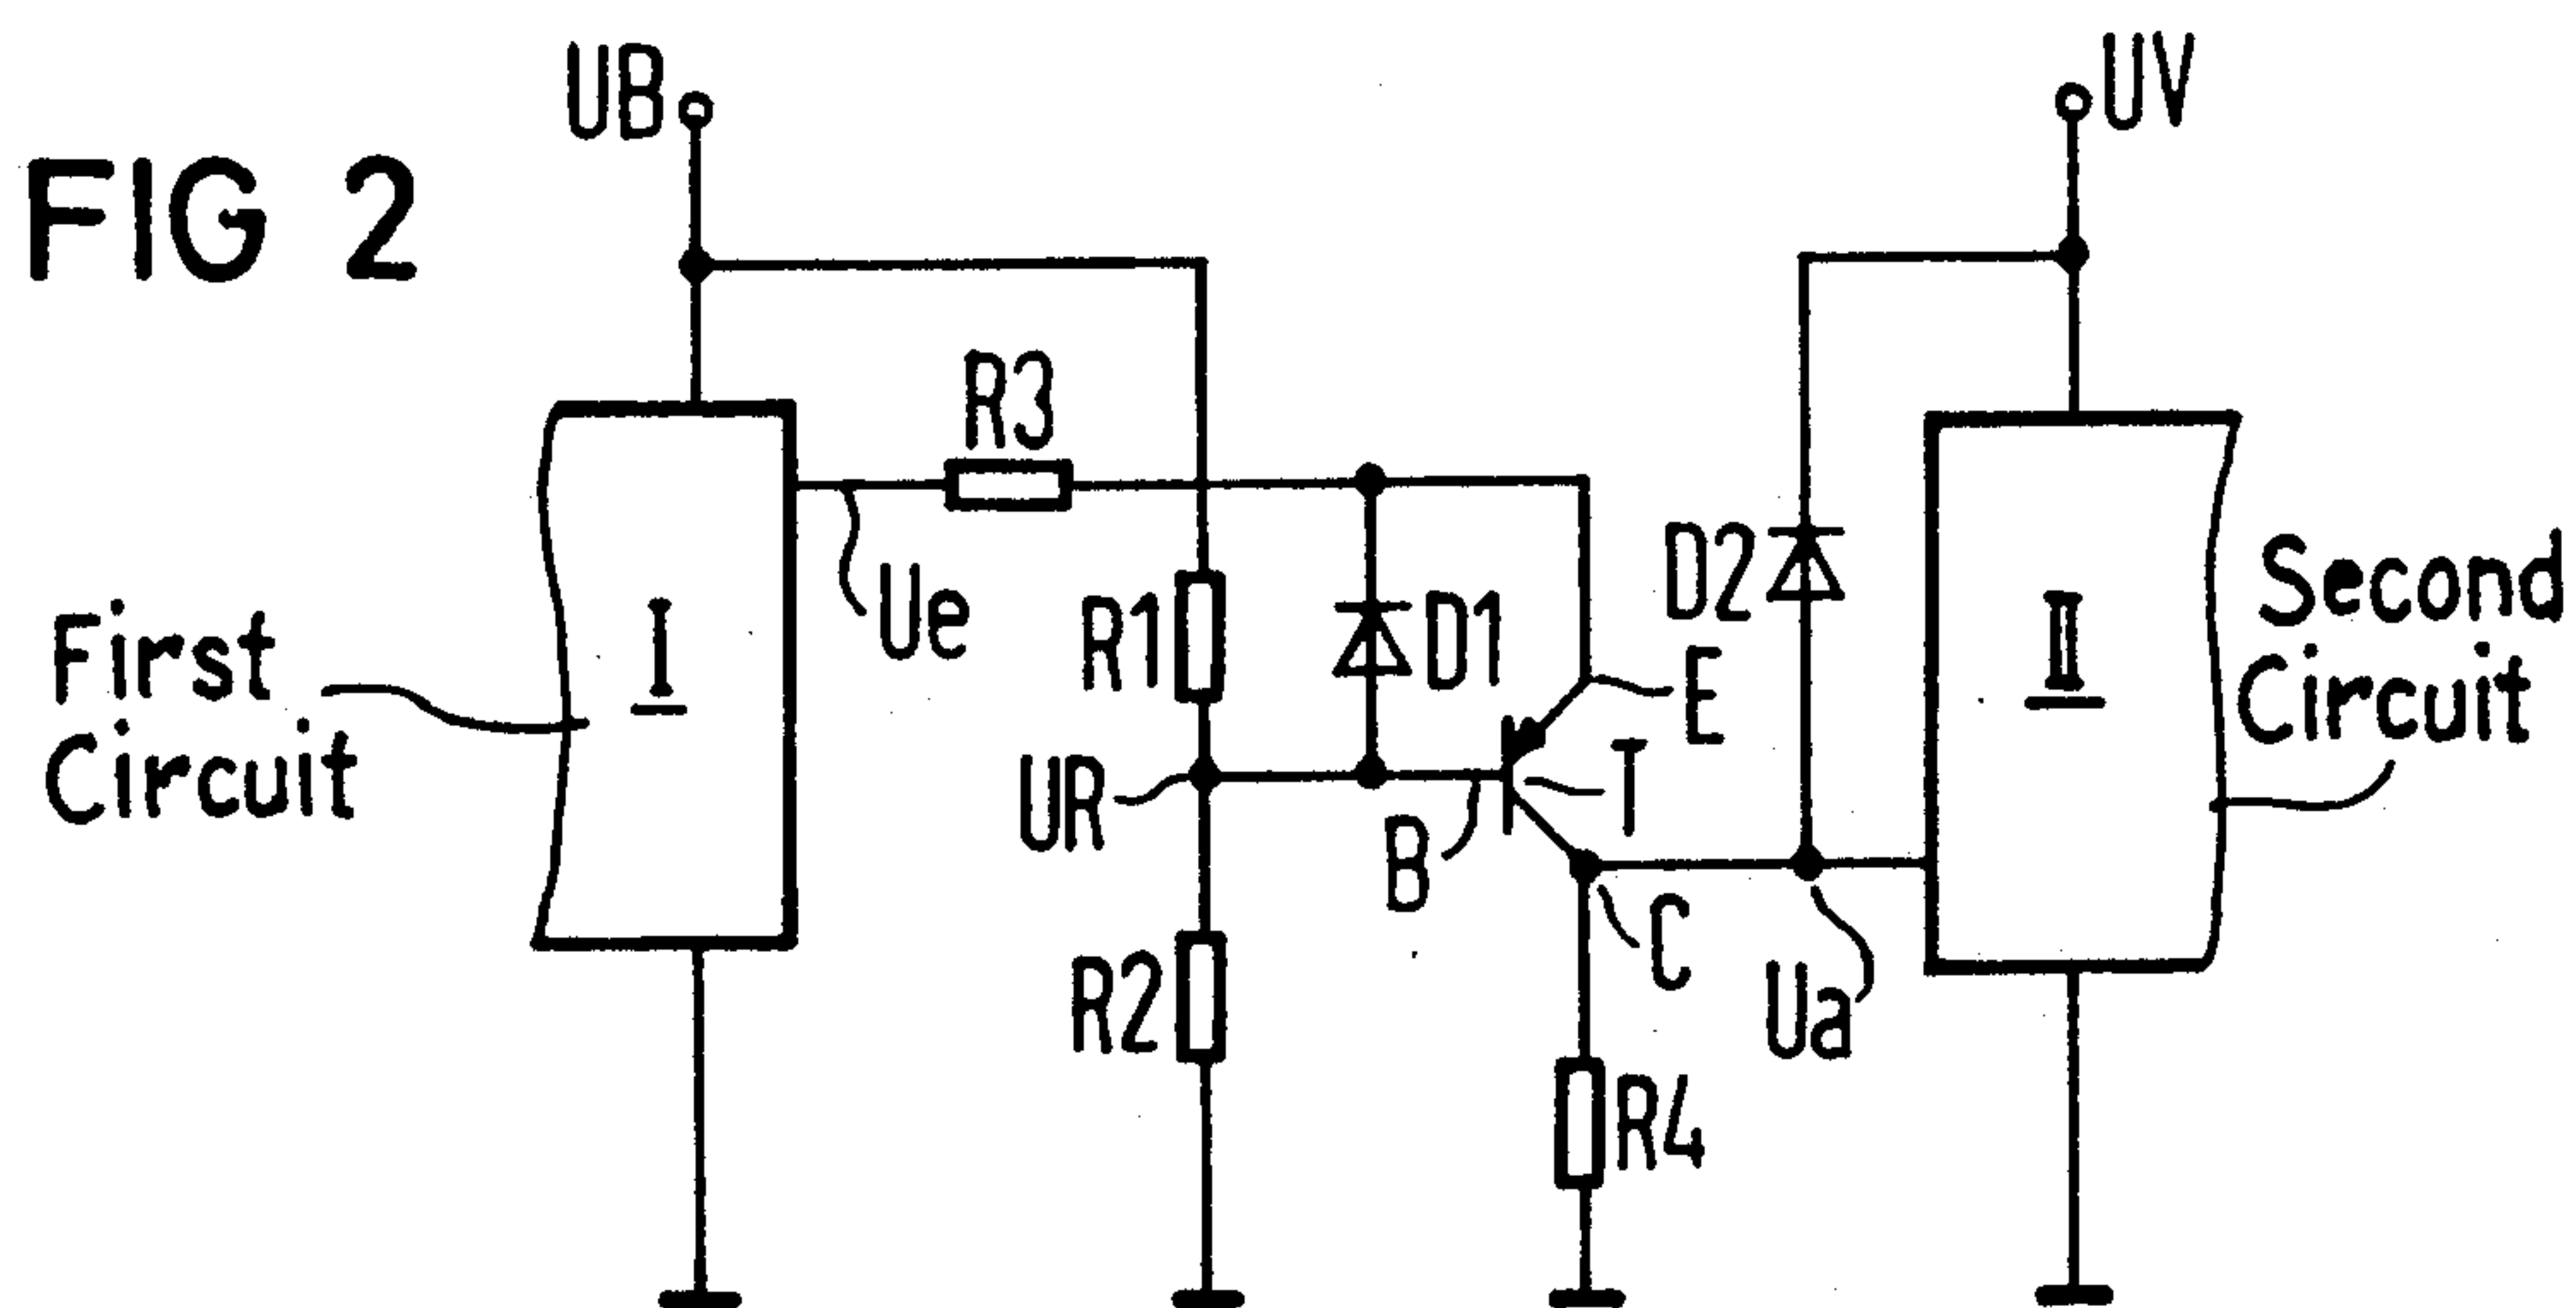 FIG 2
UB
UV
R3
Ue
R1
D1
D2
E
T
UR
B
C
Ua
R2
R4
First
Circuit
I
II
Second
Circuit